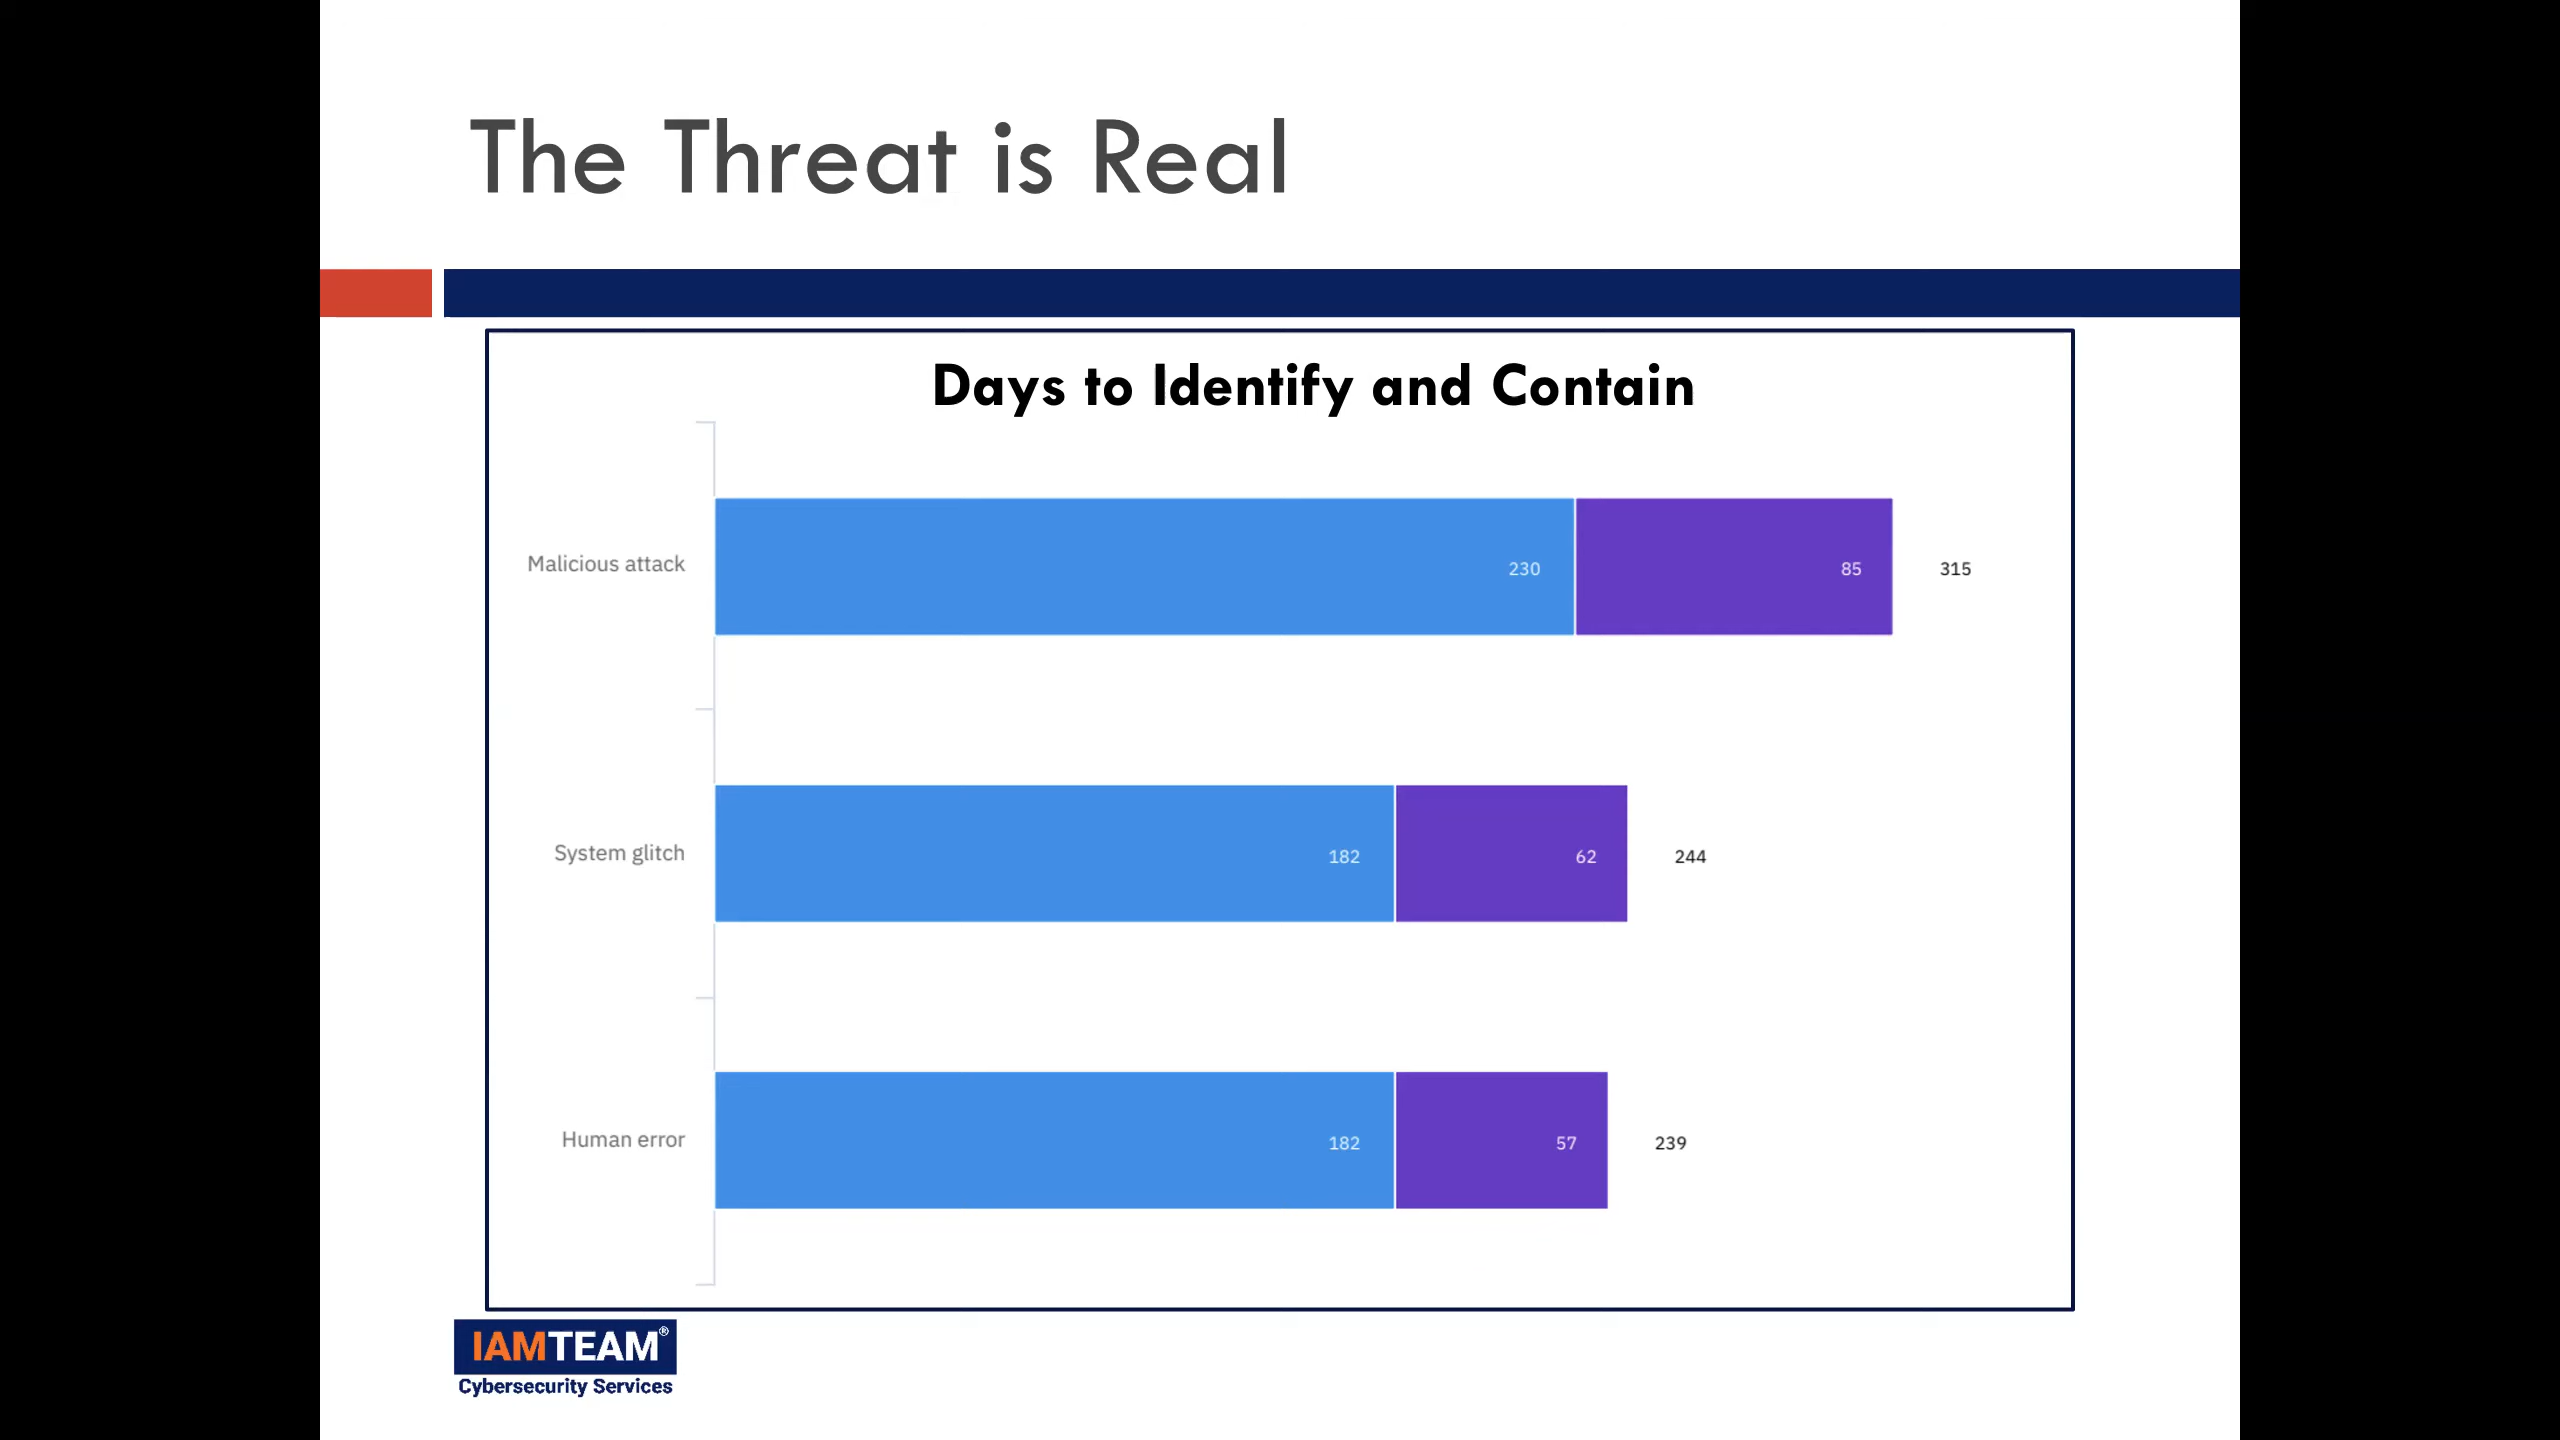 The Threat is Real
Days to Identify and Contain
Malicious attack
230
85
315
System glitch
182
62
244
Human error
182
57
239
IAMTEAM®
Cybersecurity Services